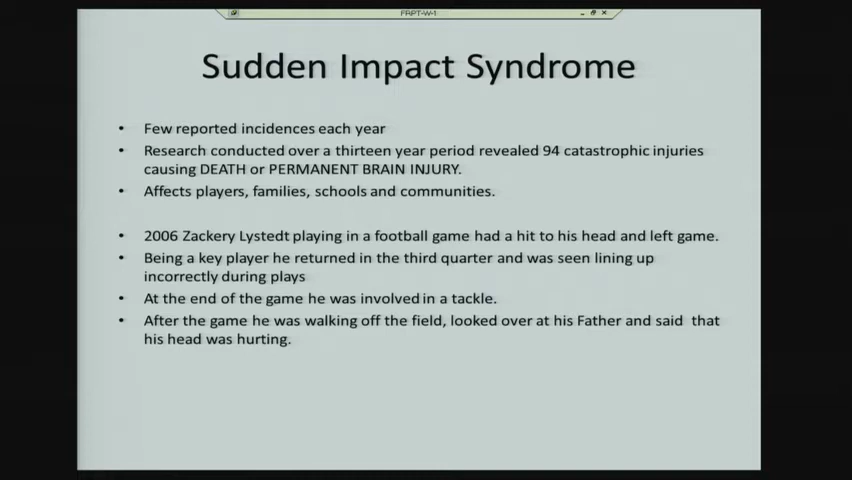 FRPT-W-1
Sudden Impact Syndrome
• Few reported incidences each year
• Research conducted over a thirteen year period revealed 94 catastrophic injuries
causing DEATH or PERMANENT BRAIN INJURY.
• Affects players, families, schools and communities.
• 2006 Zackery Lystedt playing in a football game had a hit to his head and left game.
• Being a key player he returned in the third quarter and was seen lining up
incorrectly during plays
• At the end of the game he was involved in a tackle.
• After the game he was walking off the field, looked over at his Father and said that
his head was hurting.